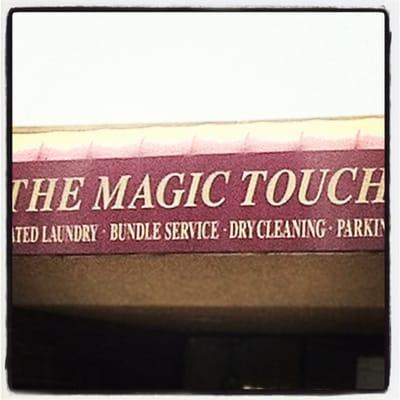 THE MAGIC TOUCH
ATED LAUNDRY · BUNDLE SERVICE · DRY CLEANING · PARKIN